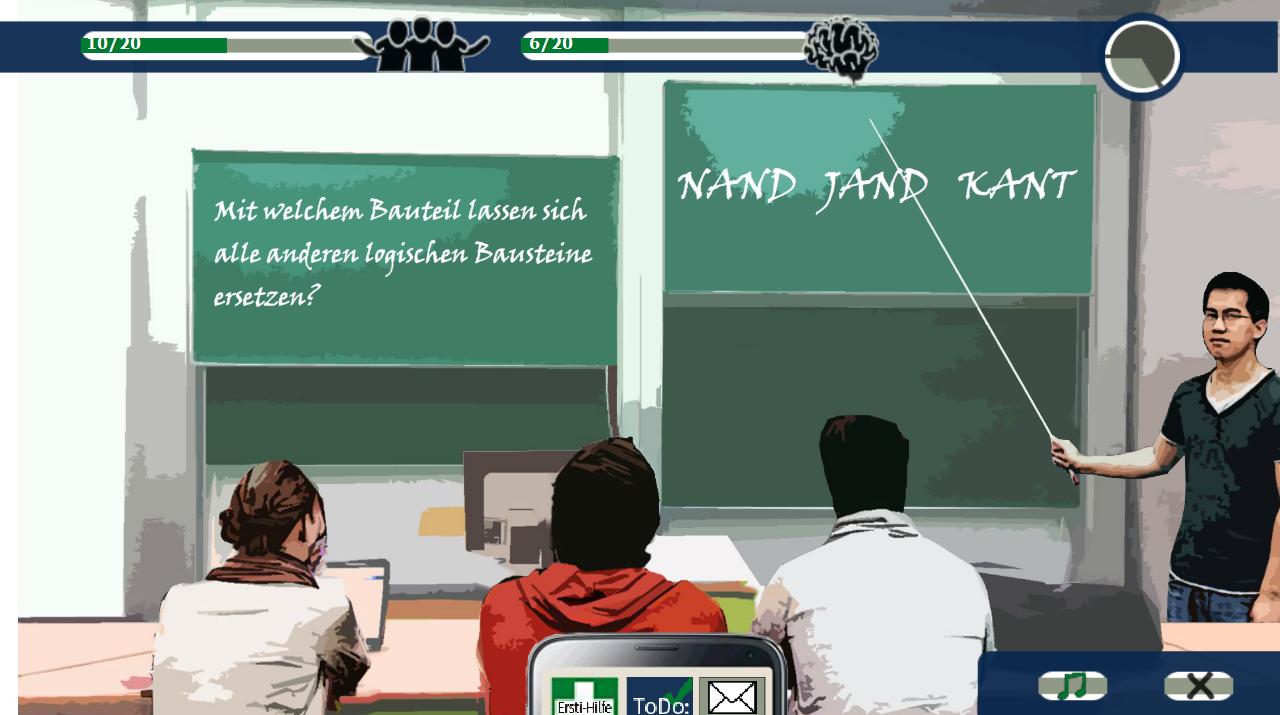 10/20
6/20
Mit welchem Bauteil lassen sich
alle anderen logischen Bausteine
ersetzen?
NAND JAND KANT
Ersti-Hilfe
ToDo: